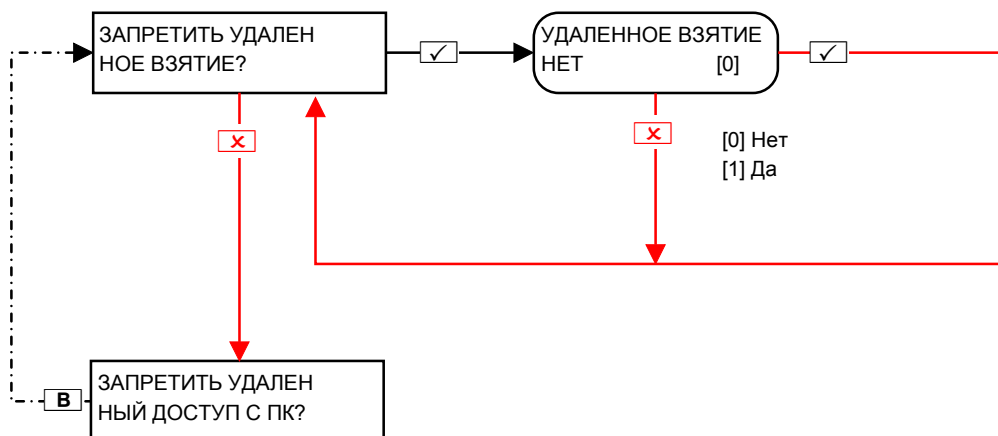 ЗАПРЕТИТЬ УДАЛЕН
НОЕ ВЗЯТИЕ?
УДАЛЕННОЕ ВЗЯТИЕ
НЕТ [0]
[0] Нет
[1] Да
B
ЗАПРЕТИТЬ УДАЛЕН
НЫЙ ДОСТУП С ПК?